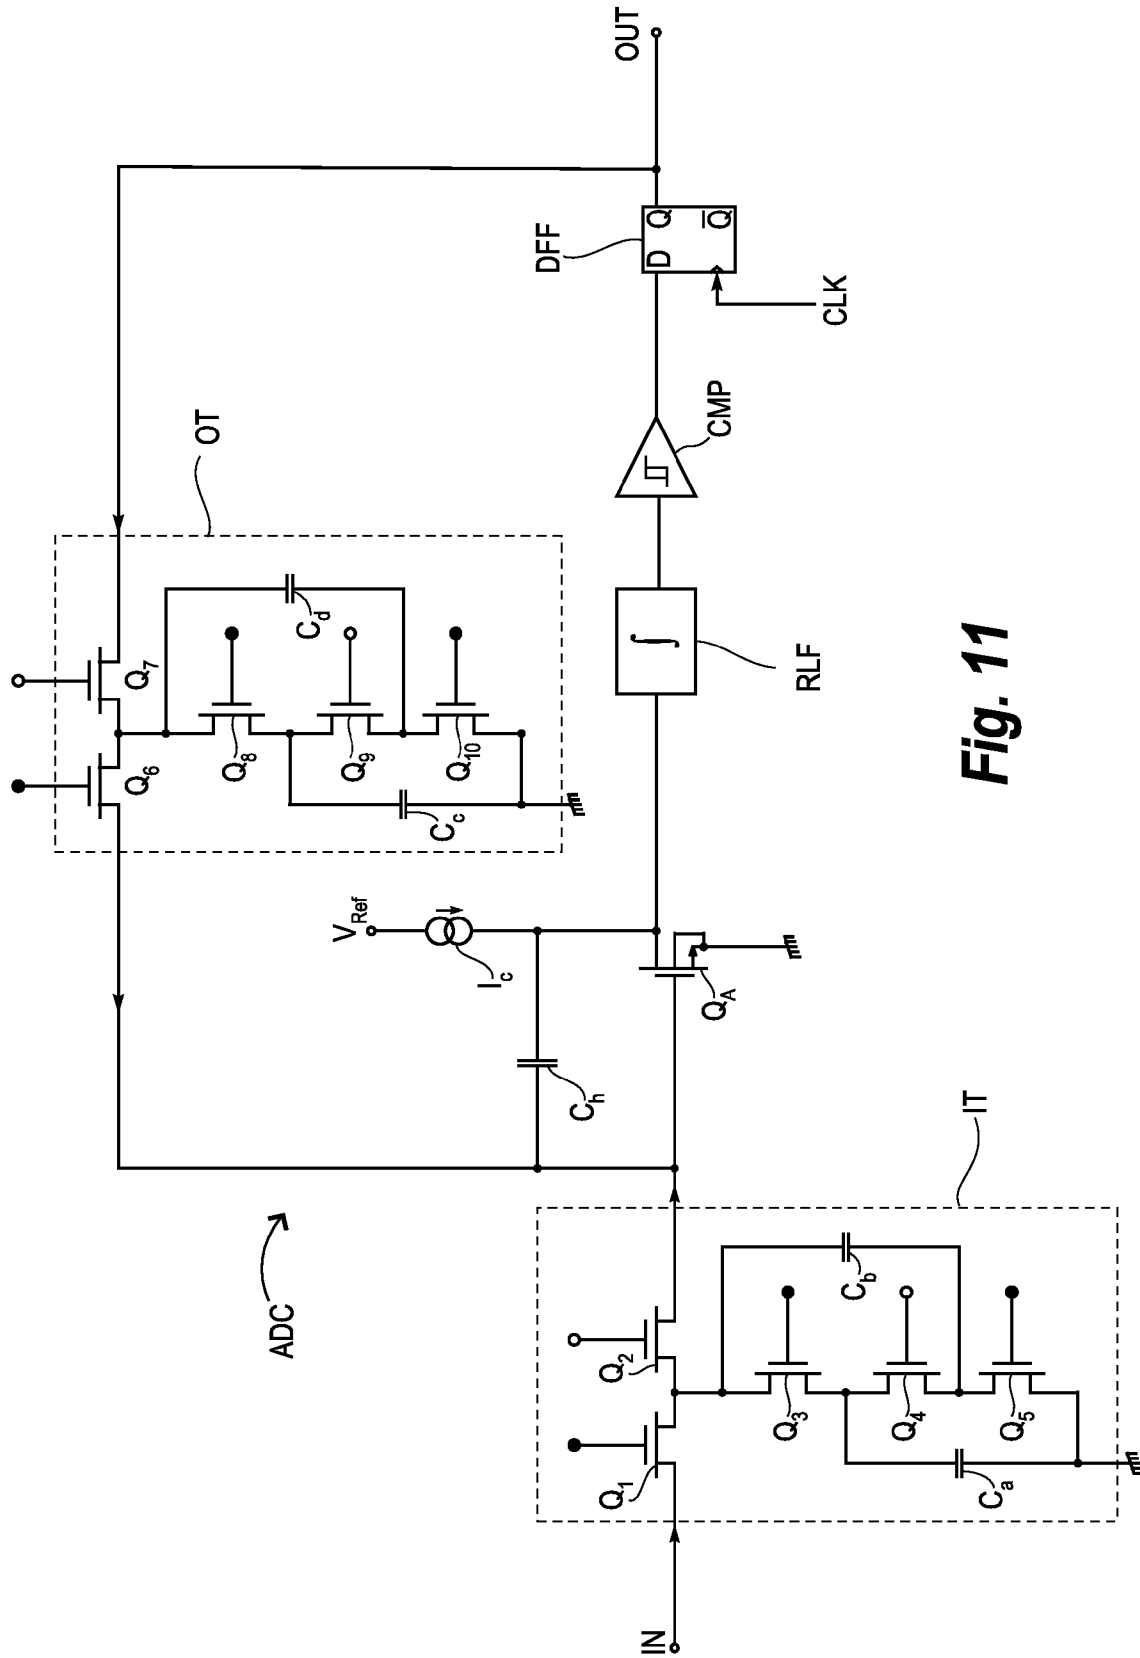 ADC
OT
Q6
Q7
Cd
Q8
Q9
Q10
Cc
VRef
I
Ic
Ch
OUT
DFF
D Q
Q̅
CLK
CMP
∫
RLF
QA
IN
Q1
Q2
Q3
Q4
Q5
Cb
Ca
IT
Fig. 11